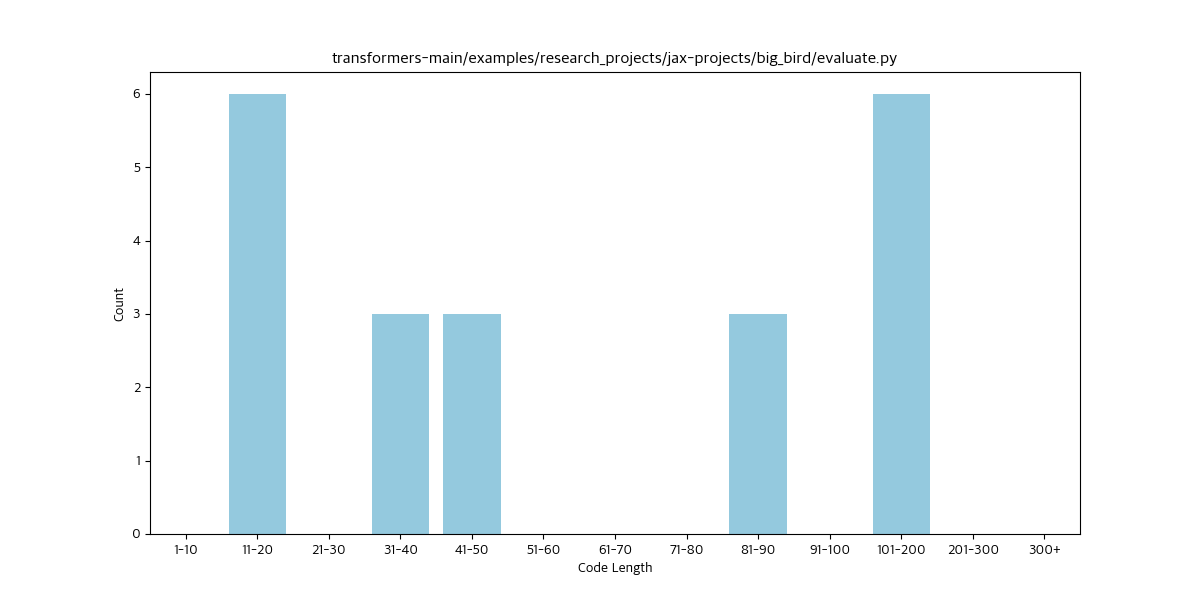 transformers-main/examples/research_projects/jax-projects/big_bird/evaluate.py
6
5
4
3
2
1
0
Count
1-10 11-20 21-30 31-40 41-50 51-60 61-70 71-80 81-90 91-100 101-200 201-300 300+
Code Length